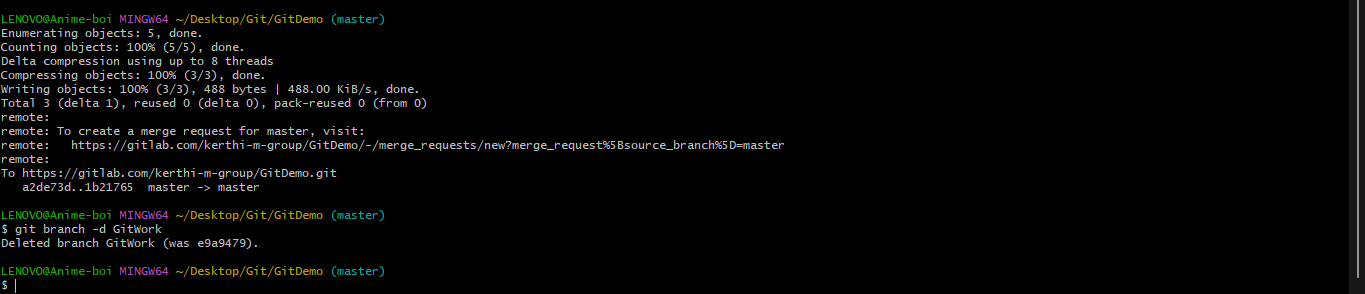 LENOVO@Anime-boi MINGW64 ~/Desktop/Git/GitDemo (master)
Enumerating objects: 5, done.
Counting objects: 100% (5/5), done.
Delta compression using up to 8 threads
Compressing objects: 100% (3/3), done.
Writing objects: 100% (3/3), 488 bytes | 488.00 KiB/s, done.
Total 3 (delta 1), reused 0 (delta 0), pack-reused 0 (from 0)
remote:
remote: To create a merge request for master, visit:
remote:   https://gitlab.com/kerthi-m-group/GitDemo/-/merge_requests/new?merge_request%5Bsource_branch%5D=master
remote:
To https://gitlab.com/kerthi-m-group/GitDemo.git
   a2de73d..1b21765  master -> master
LENOVO@Anime-boi MINGW64 ~/Desktop/Git/GitDemo (master)
$ git branch -d GitWork
Deleted branch GitWork (was e9a9479).
LENOVO@Anime-boi MINGW64 ~/Desktop/Git/GitDemo (master)
$